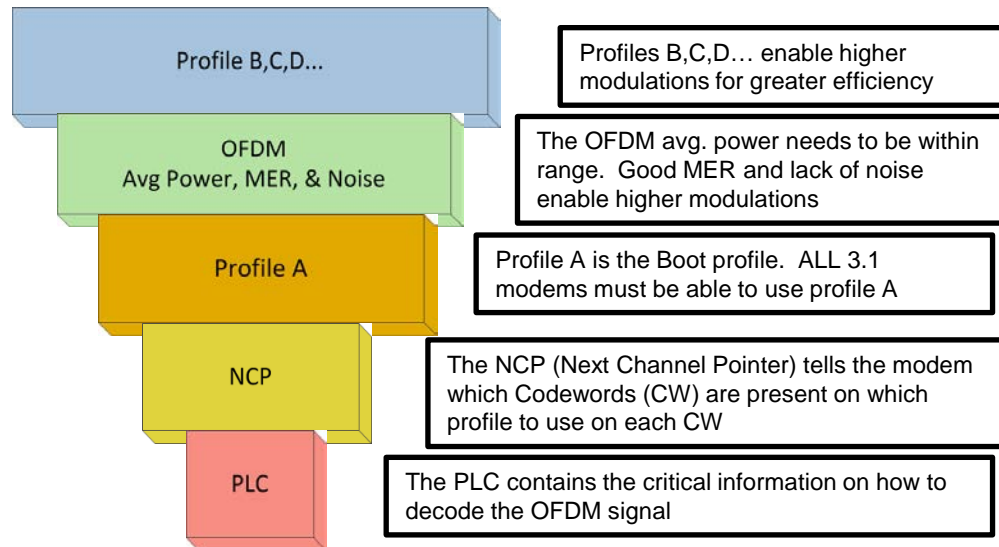 Profile B,C,D...
Profiles B,C,D… enable higher
modulations for greater efficiency
OFDM
Avg Power, MER, & Noise
The OFDM avg. power needs to be within
range.  Good MER and lack of noise
enable higher modulations
Profile A
Profile A is the Boot profile.  ALL 3.1
modems must be able to use profile A
NCP
The NCP (Next Channel Pointer) tells the modem
which Codewords (CW) are present on which
profile to use on each CW
PLC
The PLC contains the critical information on how to
decode the OFDM signal